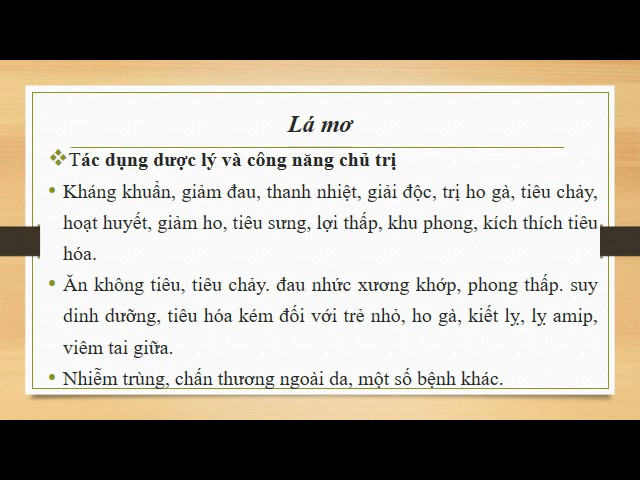 Lá mơ
❖Tác dụng dược lý và công năng chủ trị
• Kháng khuẩn, giảm đau, thanh nhiệt, giải độc, trị ho gà, tiêu chảy,
hoạt huyết, giảm ho, tiêu sưng, lợi thấp, khu phong, kích thích tiêu
hóa.
• Ăn không tiêu, tiêu chảy. đau nhức xương khớp, phong thấp. suy
dinh dưỡng, tiêu hóa kém đối với trẻ nhỏ, ho gà, kiết lỵ, lỵ amip,
viêm tai giữa.
• Nhiễm trùng, chấn thương ngoài da, một số bệnh khác.